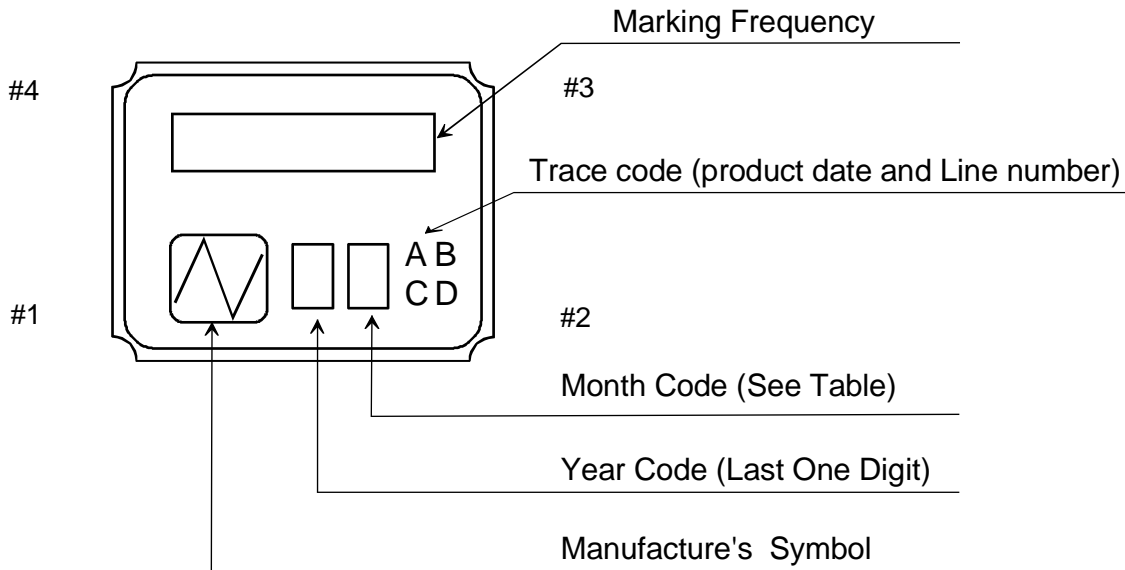 Marking Frequency
#4
#3
Trace code (product date and Line number)
A B
C D
#1
#2
Month Code (See Table)
Year Code (Last One Digit)
Manufacture's Symbol